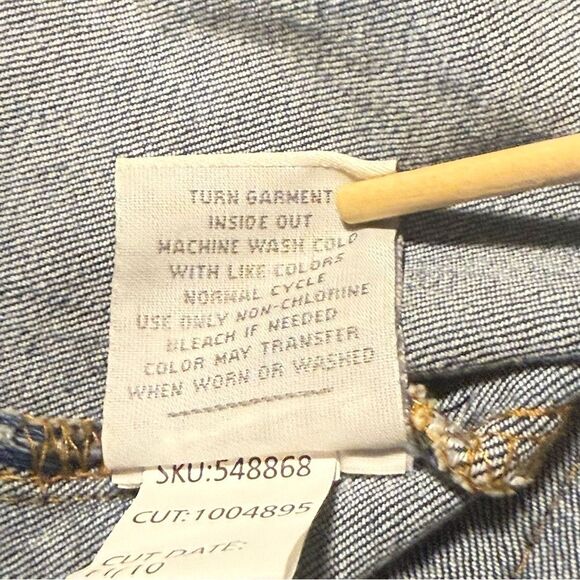 TURN GARMENT
INSIDE OUT
MACHINE WASH COLD
WITH LIKE COLORS
NORMAL CYCLE
USE ONLY NON-CHLORINE
BLEACH IF NEEDED
COLOR MAY TRANSFER
WHEN WORN OR WASHED
SKU:548868
CUT:1004895
CUT DATE: